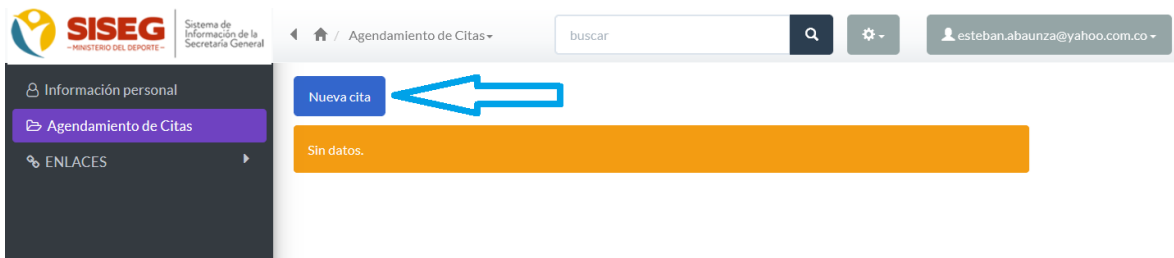 SISEG
-MINISTERIO DEL DEPORTE-
Sistema de
Información de la
Secretaría General
/ Agendamiento de Citas
buscar
esteban.abaunza@yahoo.com.co
Información personal
Agendamiento de Citas
ENLACES
Nueva cita
Sin datos.